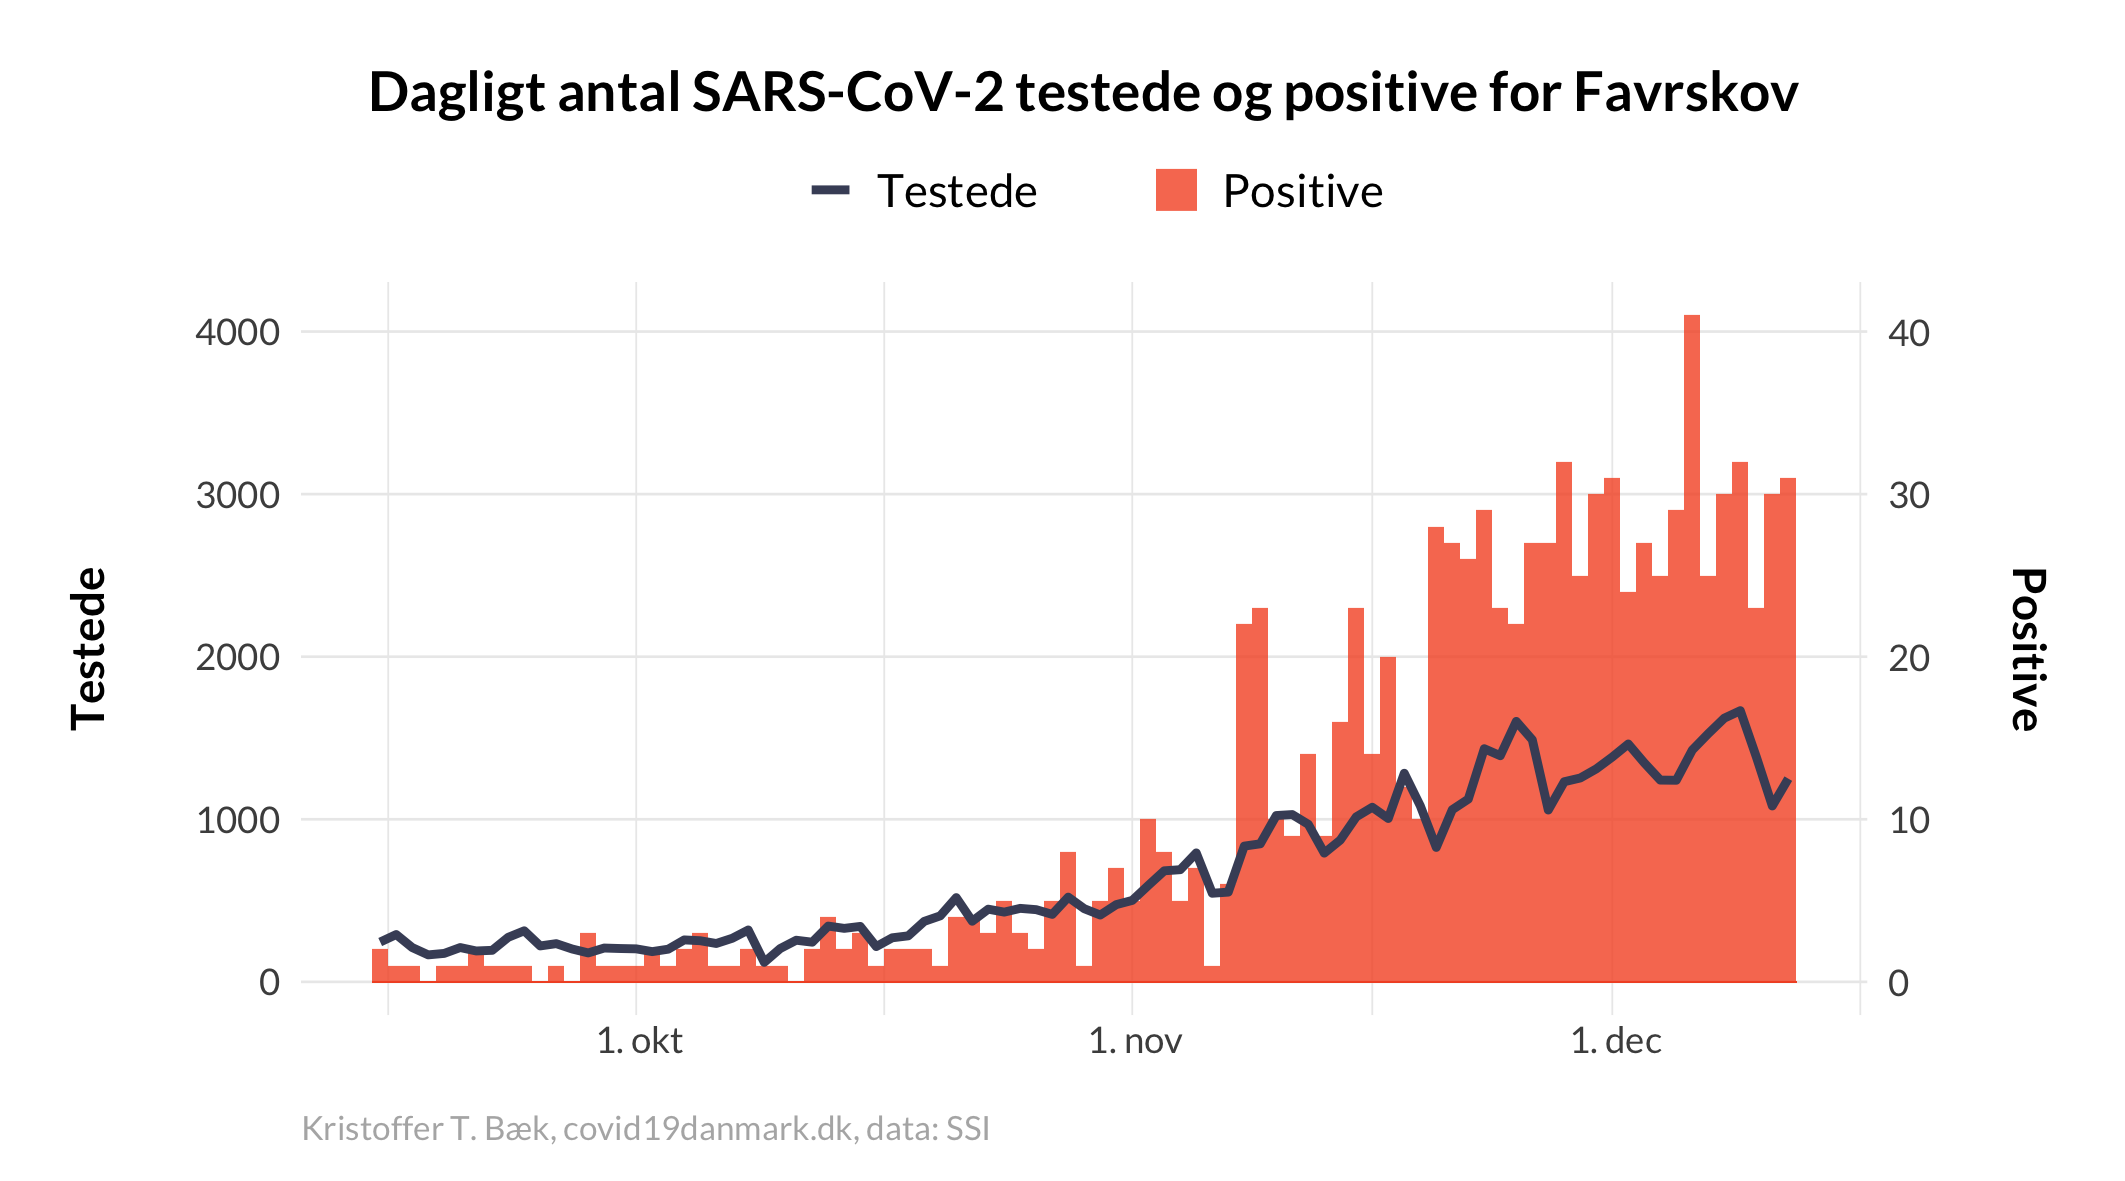 Dagligt antal SARS-CoV-2 testede og positive for Favrskov
Testede
Positive
4000
3000
2000
1000
0
Testede
40
30
20
10
0
Positive
1. okt
1. nov
1. dec
Kristoffer T. Bæk, covid19danmark.dk, data: SSI